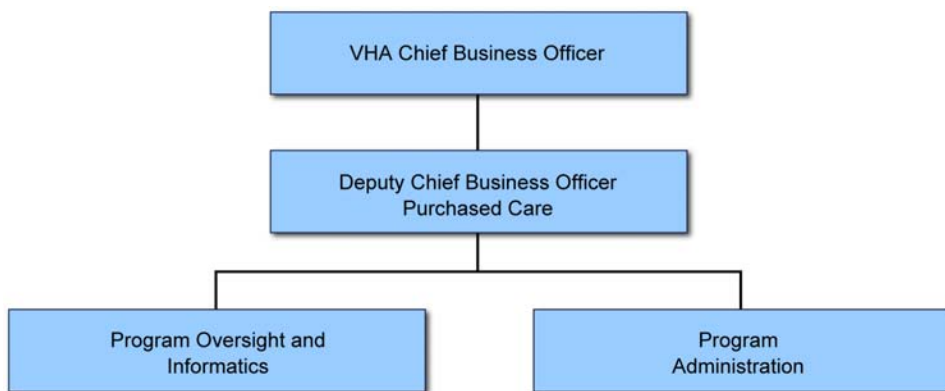 VHA Chief Business Officer
Deputy Chief Business Officer
Purchased Care
Program Oversight and
Informatics
Program
Administration